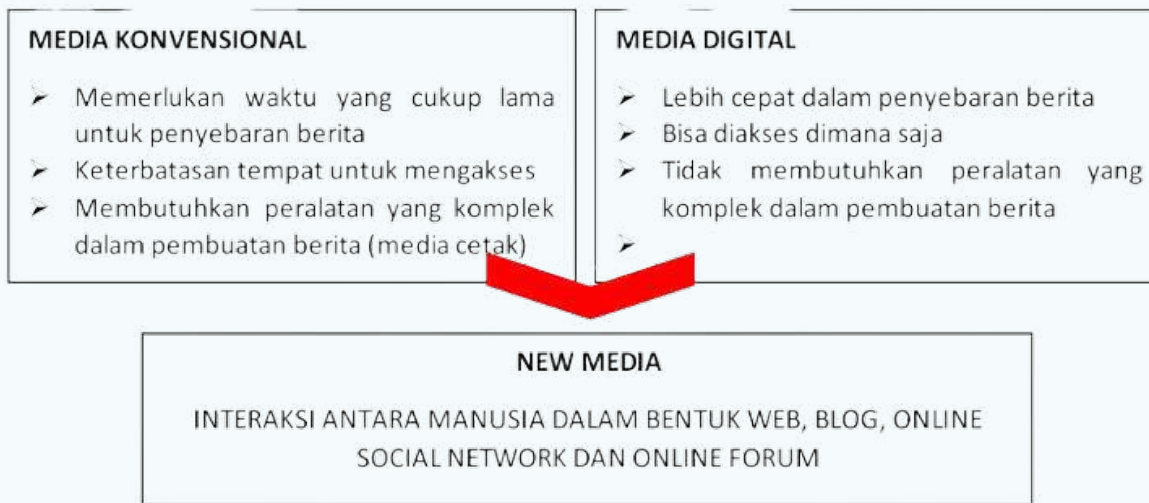 MEDIA KONVENSIONAL
➢ Memerlukan waktu yang cukup lama
untuk penyebaran berita
➢ Keterbatasan tempat untuk mengakses
➢ Membutuhkan peralatan yang komplek
dalam pembuatan berita (media cetak)
MEDIA DIGITAL
➢ Lebih cepat dalam penyebaran berita
➢ Bisa diakses dimana saja
➢ Tidak membutuhkan peralatan yang
komplek dalam pembuatan berita
➢
NEW MEDIA
INTERAKSI ANTARA MANUSIA DALAM BENTUK WEB, BLOG, ONLINE
SOCIAL NETWORK DAN ONLINE FORUM